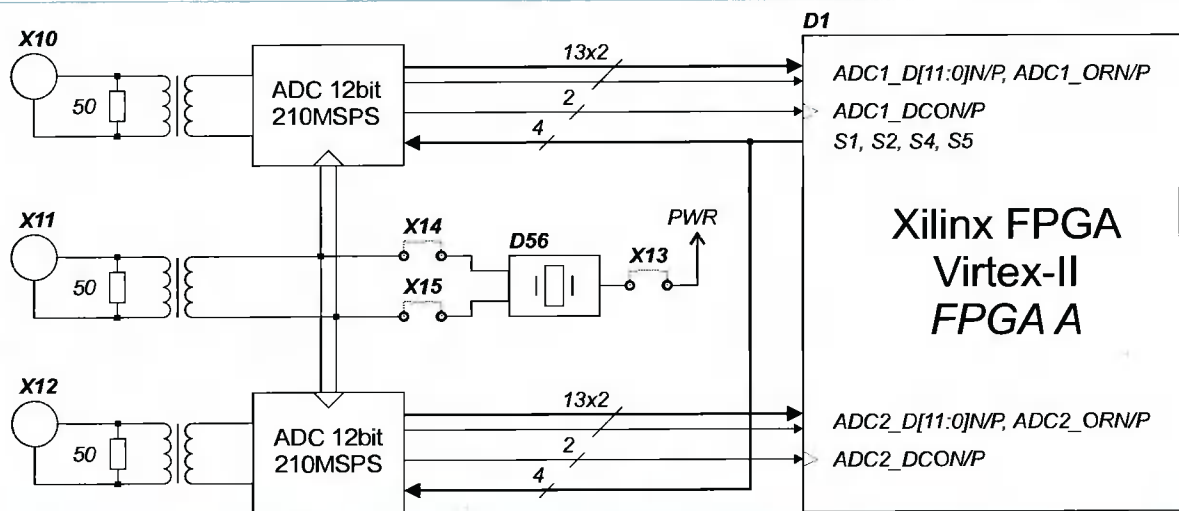 X10
50
ADC 12bit
210MSPS
13x2
2
4
D1
ADC1_D[11:0]N/P, ADC1_ORN/P
ADC1_DCON/P
S1, S2, S4, S5
X11
50
X14
X15
D56
X13
PWR
Xilinx FPGA
Virtex-II
FPGA A
X12
50
ADC 12bit
210MSPS
13x2
2
4
ADC2_D[11:0]N/P, ADC2_ORN/P
ADC2_DCON/P